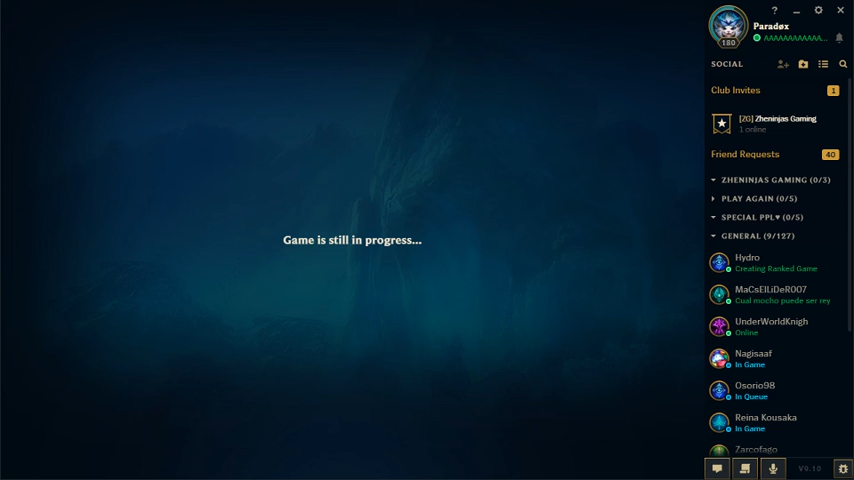 ?
Paradøx
180
AAAAAAAAAAAA...
SOCIAL
Club Invites
1
[ZG] Zheninjas Gaming
1 online
Friend Requests
40
ZHENINJAS GAMING (0/3)
PLAY AGAIN (0/5)
SPECIAL PPL♥ (0/5)
GENERAL (9/127)
Game is still in progress...
Hydro
Creating Ranked Game
MaCsElLiDeR007
Cual mocho puede ser rey
UnderWorldKnigh
Online
Nagisaaf
In Game
Osorio98
In Queue
Reina Kousaka
In Game
Zarcofago
V9.10